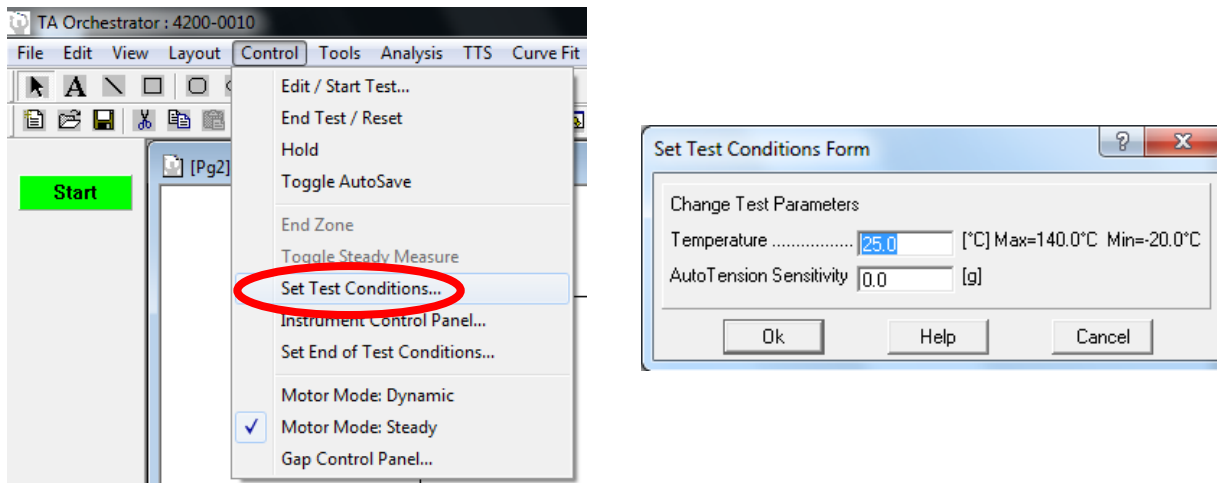 TA Orchestrator : 4200-0010
File Edit View Layout Control Tools Analysis TTS Curve Fit
Edit / Start Test...
End Test / Reset
Hold
Toggle AutoSave
End Zone
Toggle Steady Measure
Set Test Conditions...
Instrument Control Panel...
Set End of Test Conditions...
Motor Mode: Dynamic
Motor Mode: Steady
Gap Control Panel...
[Pg2]
Start
Set Test Conditions Form
Change Test Parameters
Temperature ................. 25.0 [°C] Max=140.0°C Min=-20.0°C
AutoTension Sensitivity 0.0 [g]
Ok Help Cancel